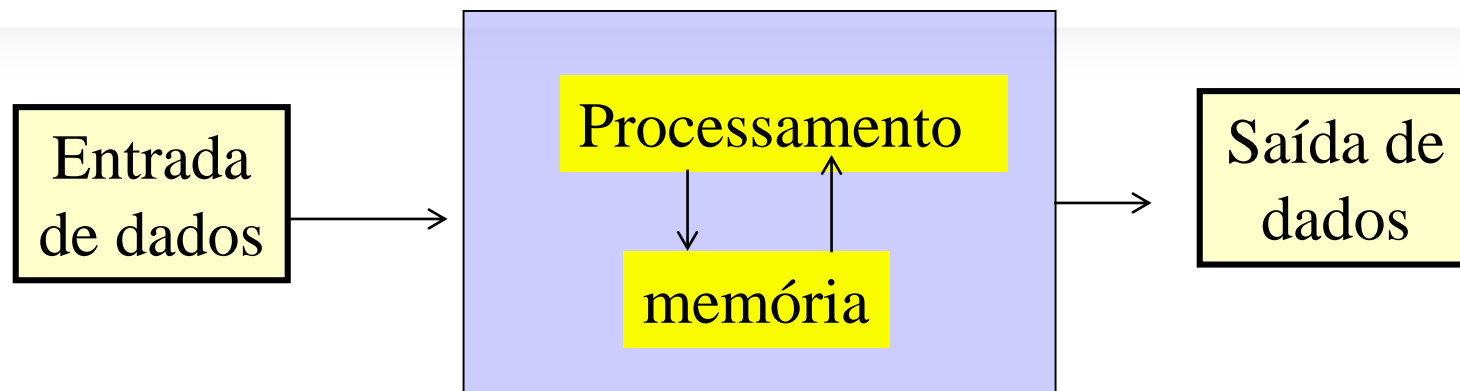 Entrada
de dados
Processamento
memória
Saída de
dados